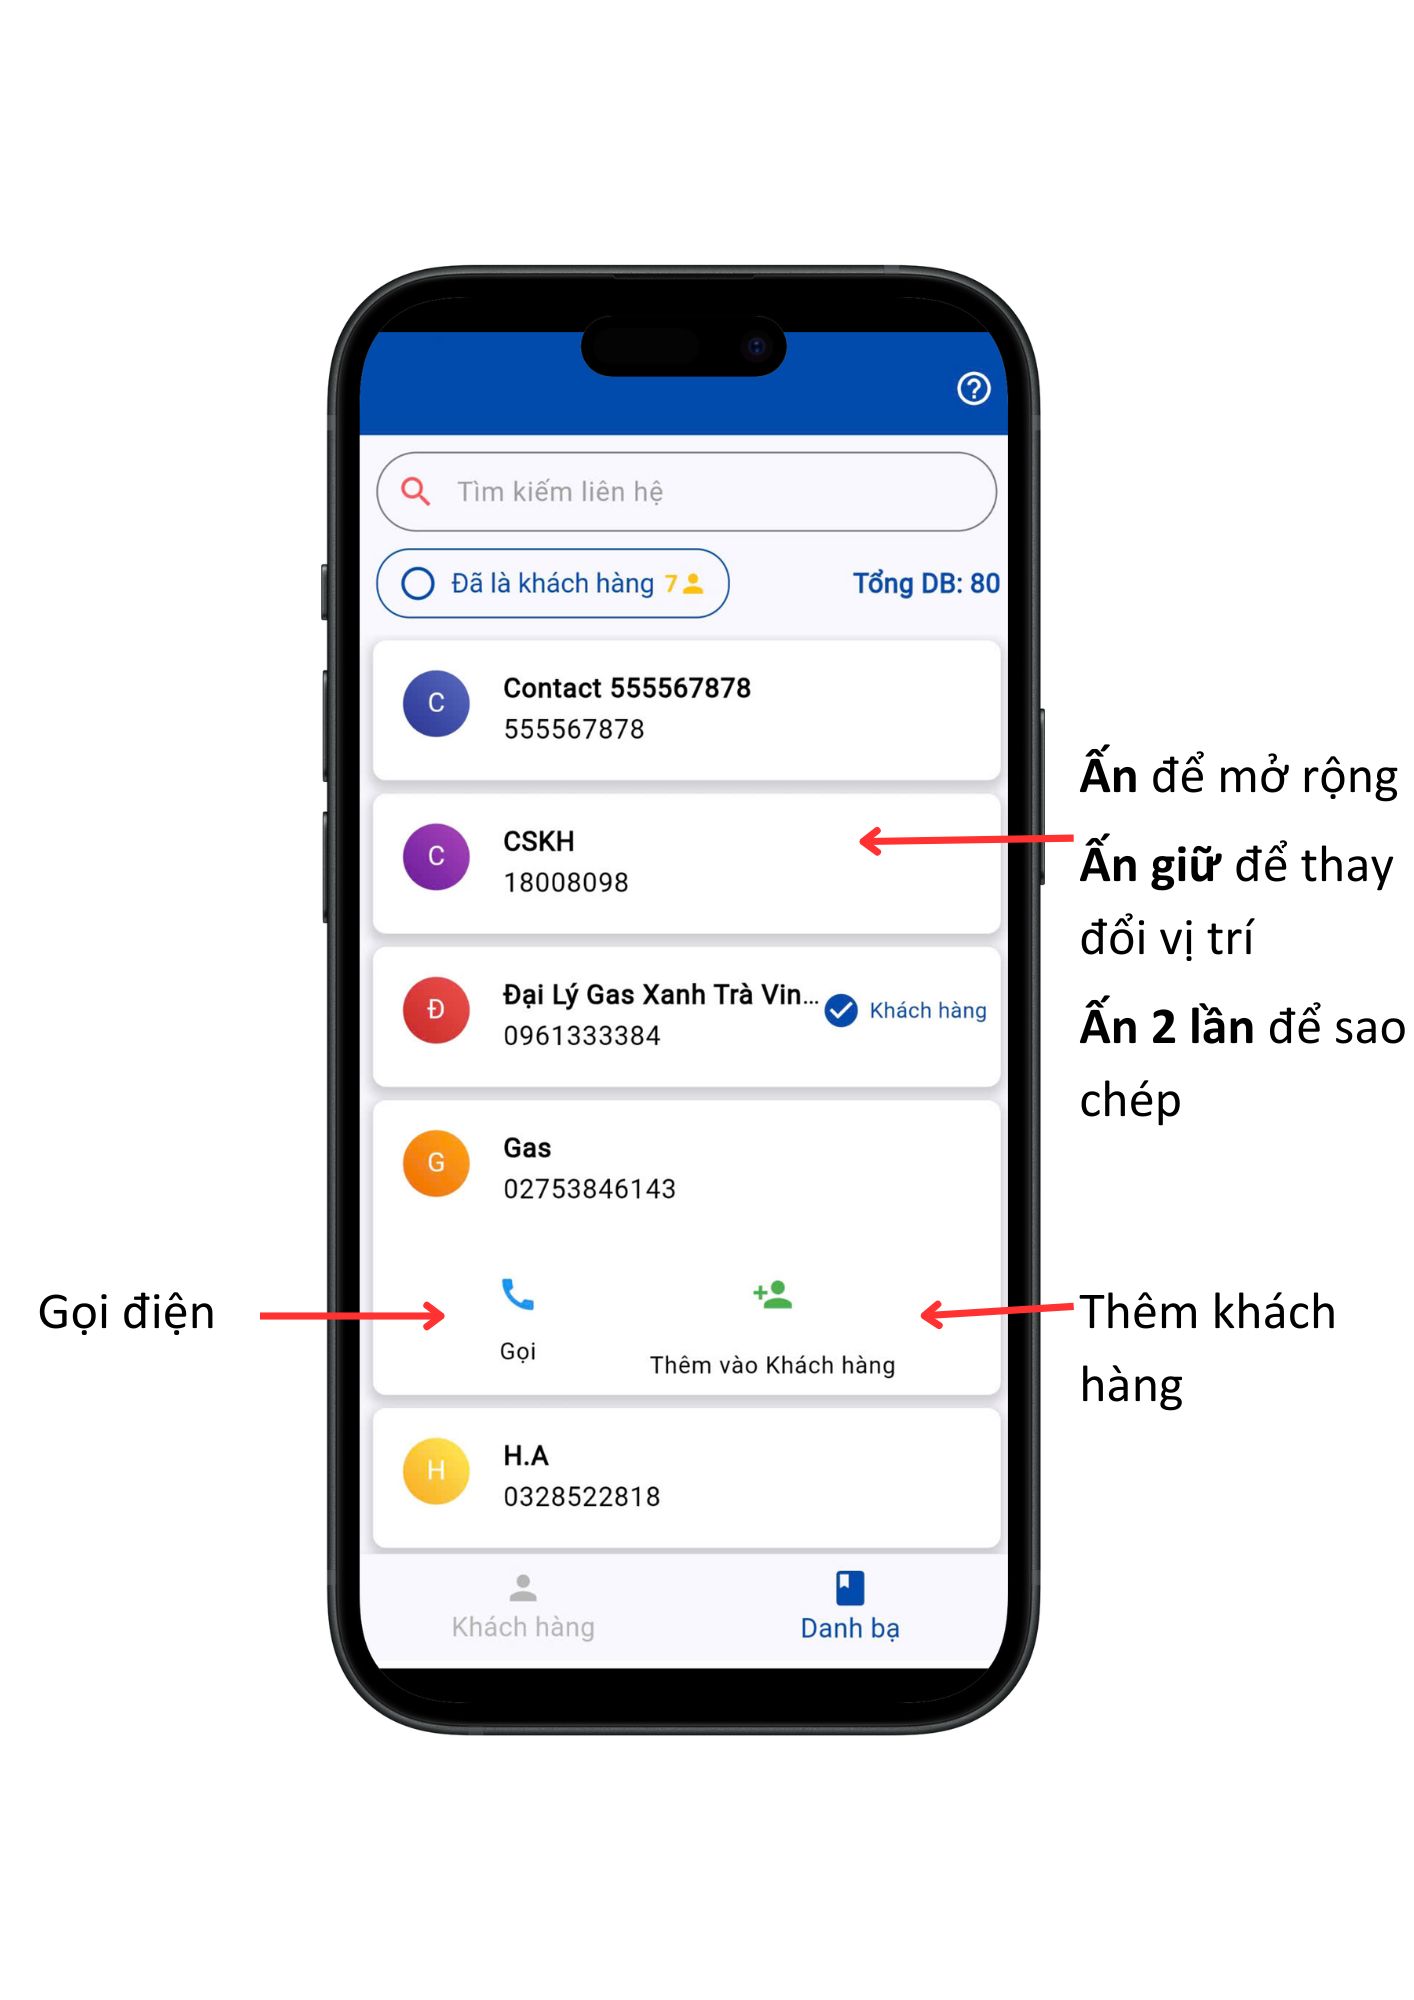 Tìm kiếm liên hệ
Đã là khách hàng 7
Tổng DB: 80
C
Contact 555567878
555567878
C
CSKH
18008098
Đ
Đại Lý Gas Xanh Trà Vin...
0961333384
Khách hàng
G
Gas
02753846143
Gọi
Thêm vào Khách hàng
H
H.A
0328522818
Khách hàng
Danh bạ
Ấn để mở rộng
Ấn giữ để thay
đổi vị trí
Ấn 2 lần để sao
chép
Gọi điện
Thêm khách
hàng